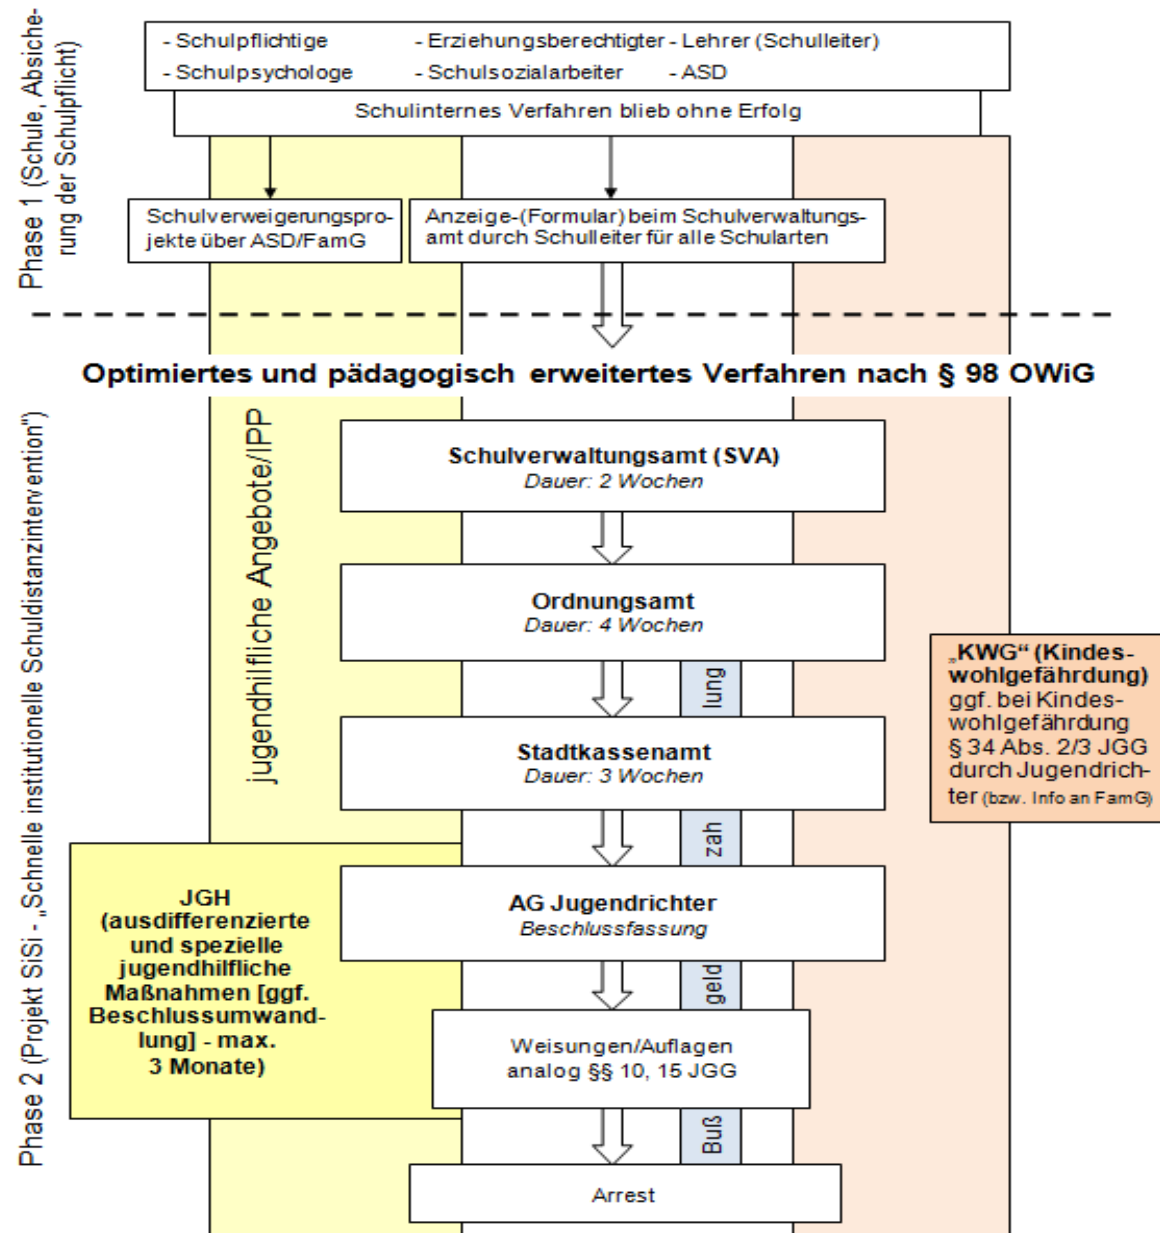 Phase 1 (Schule, Absiche-
rung der Schulpflicht)
- Schulpflichtige - Erziehungsberechtigter - Lehrer (Schulleiter)
- Schulpsychologe - Schulsozialarbeiter - ASD
Schulinternes Verfahren blieb ohne Erfolg
Schulverweigerungspro-
jekte über ASD/FamG
Anzeige-(Formular) beim Schulverwaltungs-
amt durch Schulleiter für alle Schularten
Optimiertes und pädagogisch erweitertes Verfahren nach § 98 OWiG
Phase 2 (Projekt SiSi - „Schnelle institutionelle Schuldistanzintervention")
jugendhilfliche Angebote/IPP
Schulverwaltungsamt (SVA)
Dauer: 2 Wochen
Ordnungsamt
Dauer: 4 Wochen
Stadtkassenamt
Dauer: 3 Wochen
AG Jugendrichter
Beschlussfassung
Weisungen/Auflagen
analog §§ 10, 15 JGG
Arrest
Buß
geld
zah
lung
JGH
(ausdifferenzierte
und spezielle
jugendhilfliche
Maßnahmen [ggf.
Beschlussumwand-
lung] - max.
3 Monate)
„KWG“ (Kindes-
wohlgefährdung)
ggf. bei Kindes-
wohlgefährdung
§ 34 Abs. 2/3 JGG
durch Jugendrich-
ter (bzw. Info an FamG)